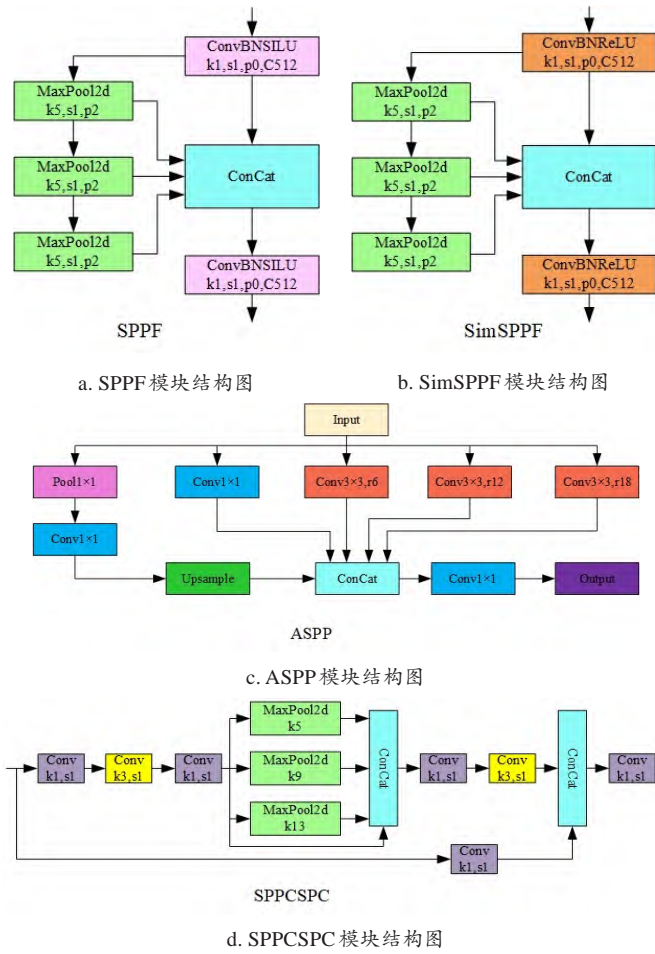 ConvBNSILU
k1,s1,p0,C512
MaxPool2d
k5,s1,p2
MaxPool2d
k5,s1,p2
MaxPool2d
k5,s1,p2
ConCat
ConvBNSILU
k1,s1,p0,C512
SPPF
ConvBNReLU
k1,s1,p0,C512
MaxPool2d
k5,s1,p2
MaxPool2d
k5,s1,p2
MaxPool2d
k5,s1,p2
ConCat
ConvBNReLU
k1,s1,p0,C512
SimSPPF
a. SPPF模块结构图
b. SimSPPF模块结构图
Input
Pool1×1
Conv1×1
Conv3×3,r6
Conv3×3,r12
Conv3×3,r18
Conv1×1
Upsample
ConCat
Conv1×1
Output
ASPP
c. ASPP模块结构图
Conv
k1,s1
Conv
k3,s1
Conv
k1,s1
MaxPool2d
k5
MaxPool2d
k9
MaxPool2d
k13
ConCat
Conv
k1,s1
Conv
k3,s1
ConCat
Conv
k1,s1
Conv
k1,s1
SPPCSPC
d. SPPCSPC模块结构图